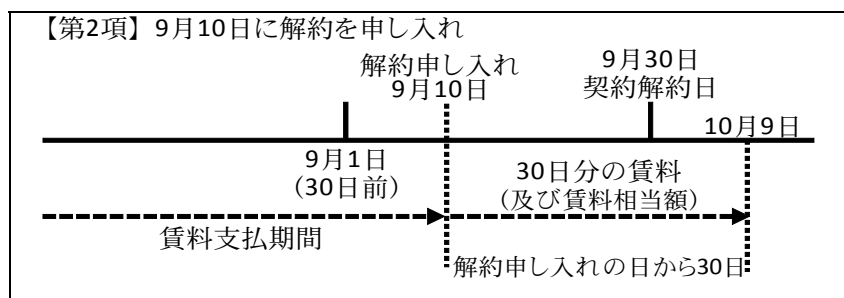 【第2項】9月10日に解約を申し入れ
解約申し入れ
9月10日
9月30日
契約解約日
10月9日
9月1日
(30日前)
30日分の賃料
(及び賃料相当額)
賃料支払期間
解約申し入れの日から30日